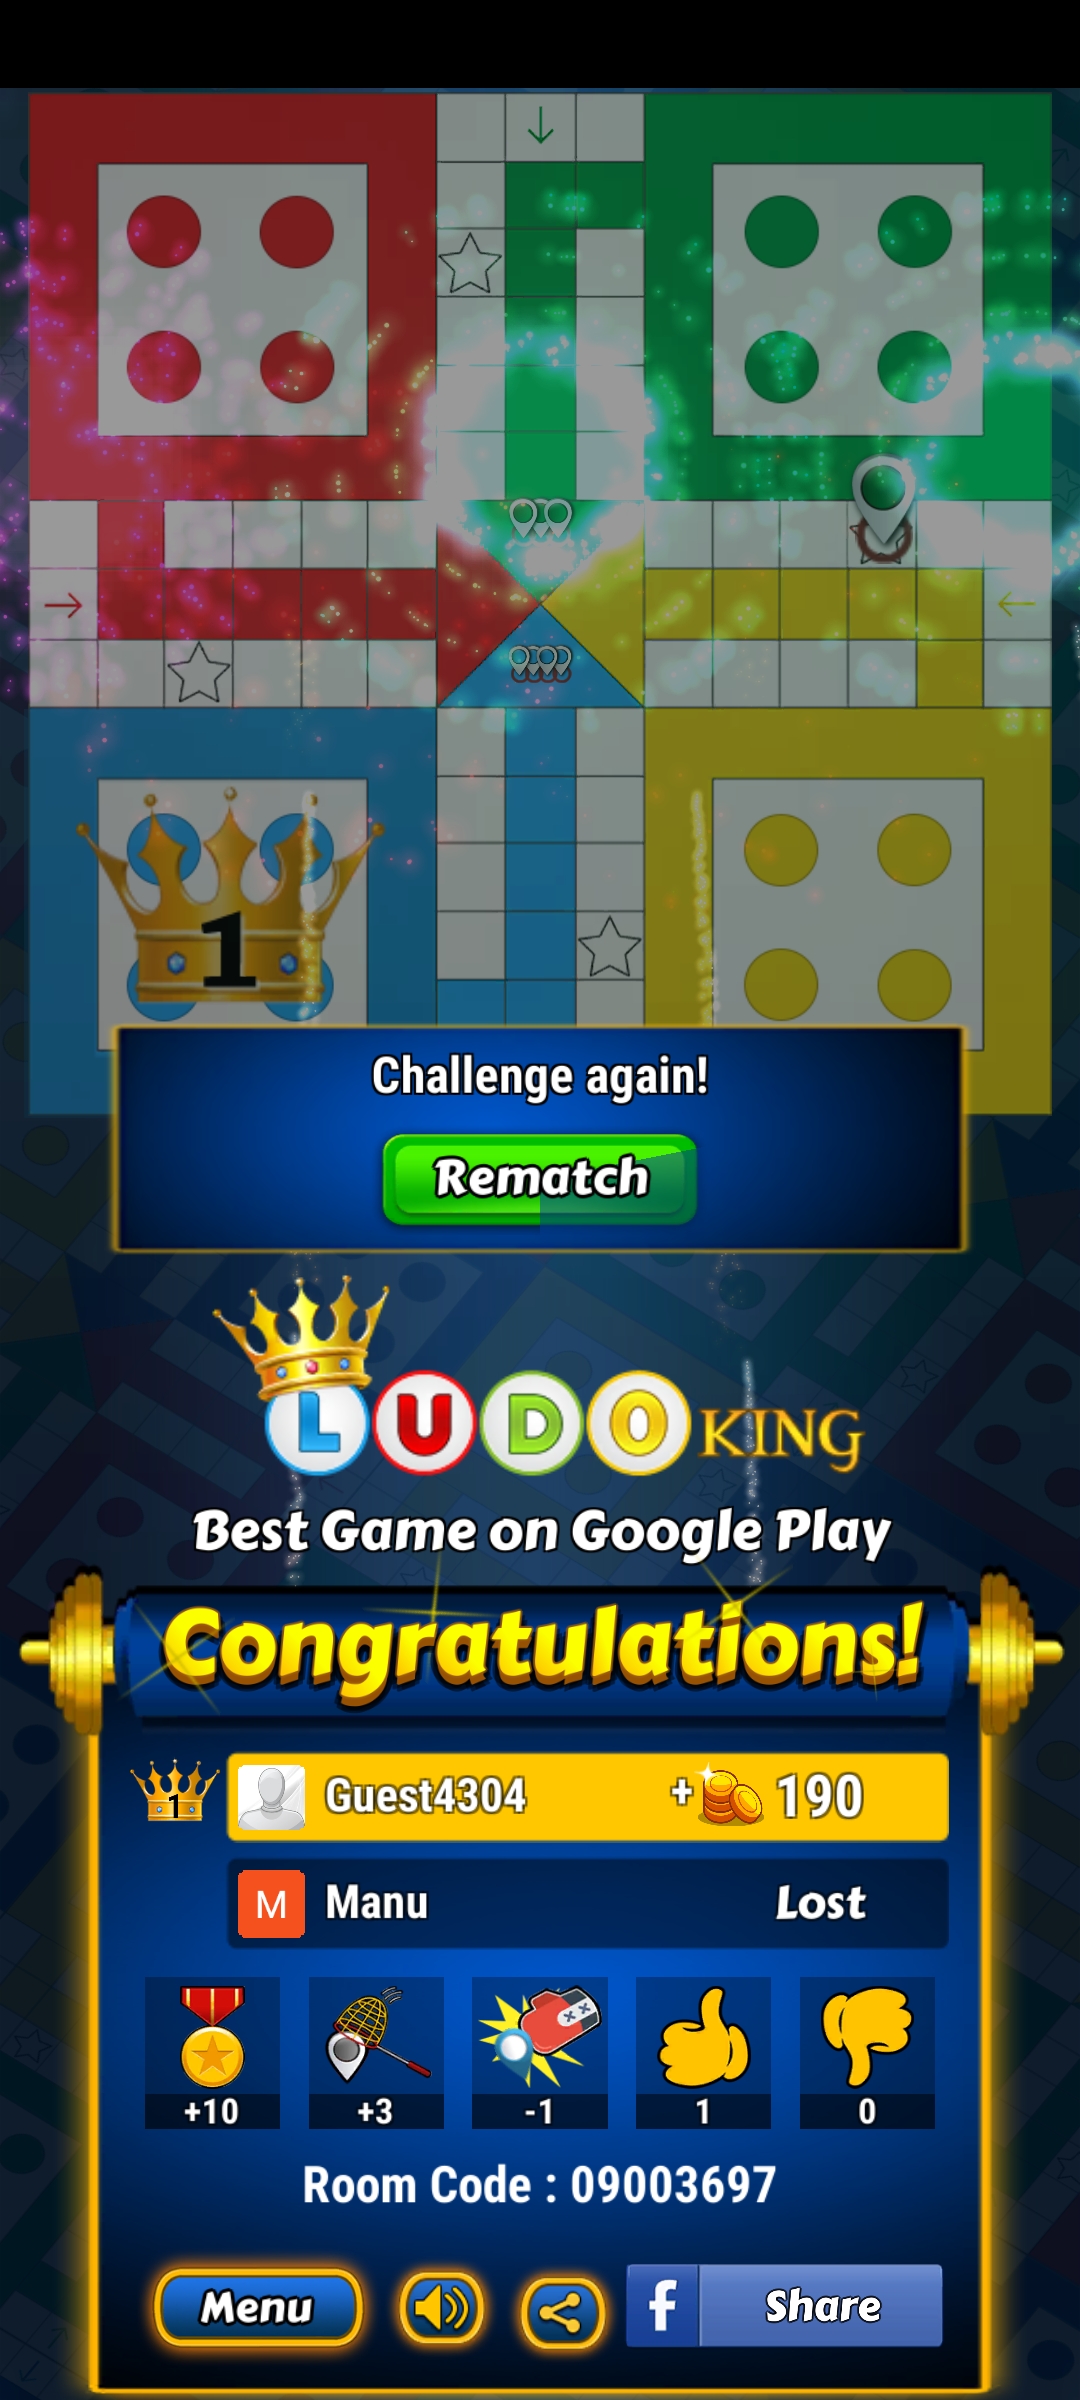 1
Challenge again!
Rematch
LUDO KING
Best Game on Google Play
Congratulations!
1 Guest4304 + 190
M Manu Lost
+10 +3 -1 1 0
Room Code : 09003697
Menu f Share